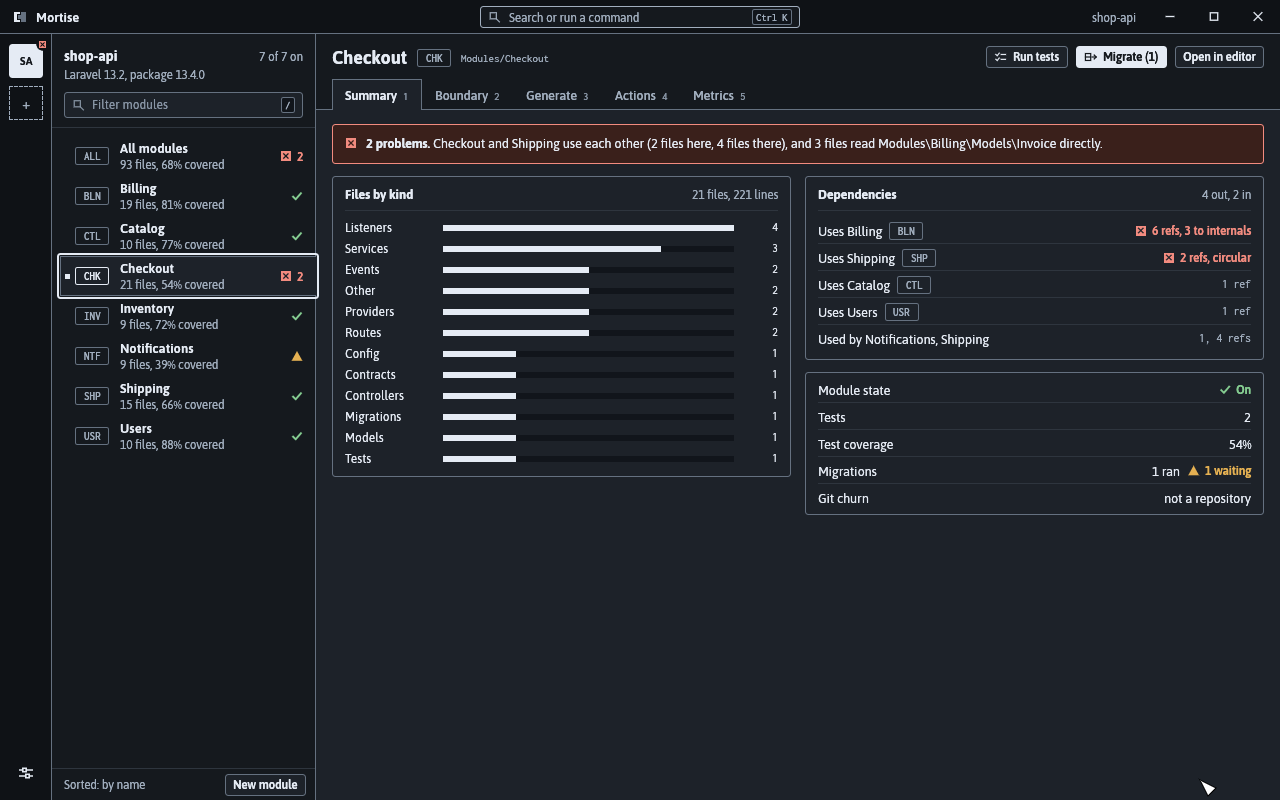 Mortise
Search or run a command
Ctrl K
shop-api
SA
+
shop-api
7 of 7 on
Laravel 13.2, package 13.4.0
Filter modules
/
ALL
All modules
93 files, 68% covered
2
BLN
Billing
19 files, 81% covered
CTL
Catalog
10 files, 77% covered
CHK
Checkout
21 files, 54% covered
2
INV
Inventory
9 files, 72% covered
NTF
Notifications
9 files, 39% covered
SHP
Shipping
15 files, 66% covered
USR
Users
10 files, 88% covered
Sorted: by name
New module
Checkout
CHK
Modules/Checkout
Run tests
Migrate (1)
Open in editor
Summary 1
Boundary 2
Generate 3
Actions 4
Metrics 5
2 problems. Checkout and Shipping use each other (2 files here, 4 files there), and 3 files read Modules\Billing\Models\Invoice directly.
Files by kind
21 files, 221 lines
Listeners 4
Services 3
Events 2
Other 2
Providers 2
Routes 2
Config 1
Contracts 1
Controllers 1
Migrations 1
Models 1
Tests 1
Dependencies
4 out, 2 in
Uses Billing BLN 6 refs, 3 to internals
Uses Shipping SHP 2 refs, circular
Uses Catalog CTL 1 ref
Uses Users USR 1 ref
Used by Notifications, Shipping 1, 4 refs
Module state On
Tests 2
Test coverage 54%
Migrations 1 ran 1 waiting
Git churn not a repository